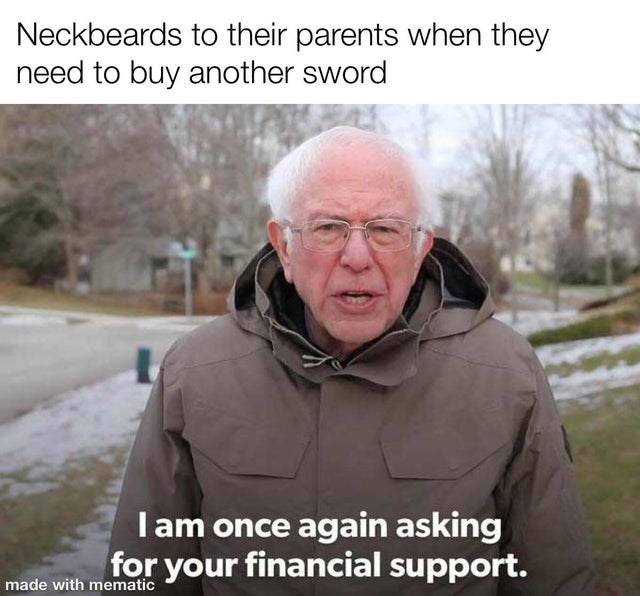 Neckbeards to their parents when they
need to buy another sword
I am once again asking
for your financial support.
made with mematic